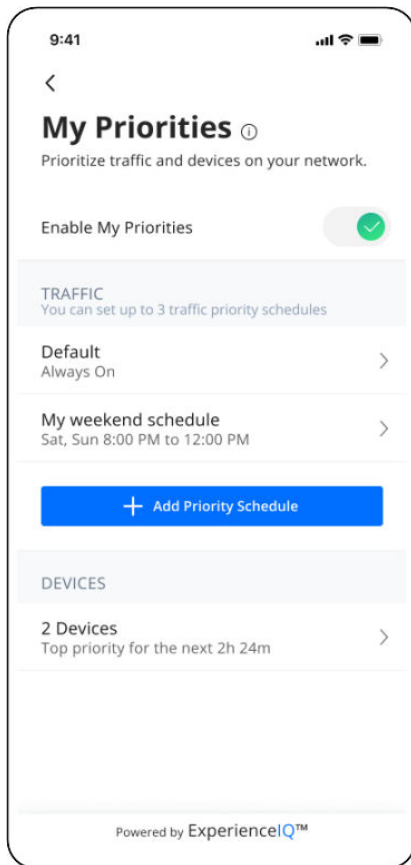 9:41
My Priorities
Prioritize traffic and devices on your network.
Enable My Priorities
TRAFFIC
You can set up to 3 traffic priority schedules
Default
Always On
My weekend schedule
Sat, Sun 8:00 PM to 12:00 PM
Add Priority Schedule
DEVICES
2 Devices
Top priority for the next 2h 24m
Powered by ExperienceIQ™